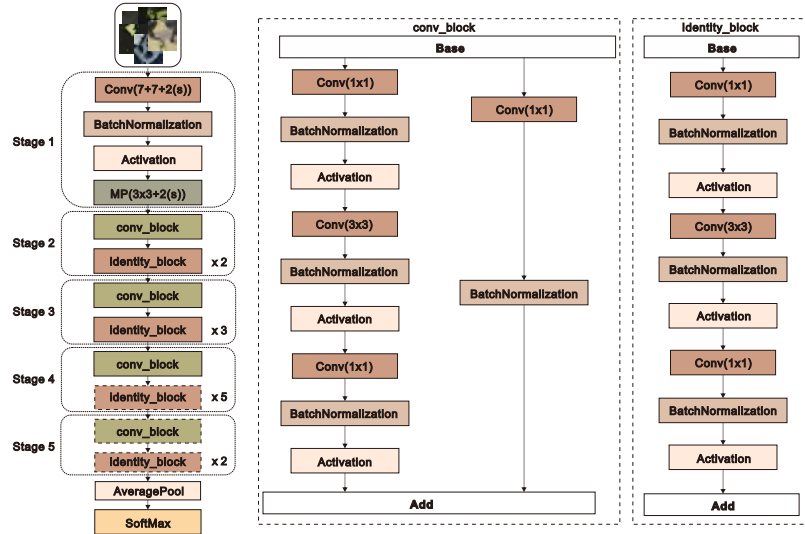 Conv(7+7+2(s))
BatchNormalization
Stage 1
Activation
MP(3x3+2(s))
conv_block
Stage 2
Identity_block x 2
conv_block
Stage 3
Identity_block x 3
conv_block
Stage 4
Identity_block x 5
conv_block
Stage 5
Identity_block x 2
AveragePool
SoftMax
conv_block
Base
Conv(1x1)
BatchNormalization
Activation
Conv(3x3)
BatchNormalization
Activation
Conv(1x1)
BatchNormalization
Activation
Conv(1x1)
BatchNormalization
Add
Identity_block
Base
Conv(1x1)
BatchNormalization
Activation
Conv(3x3)
BatchNormalization
Activation
Conv(1x1)
BatchNormalization
Activation
Add